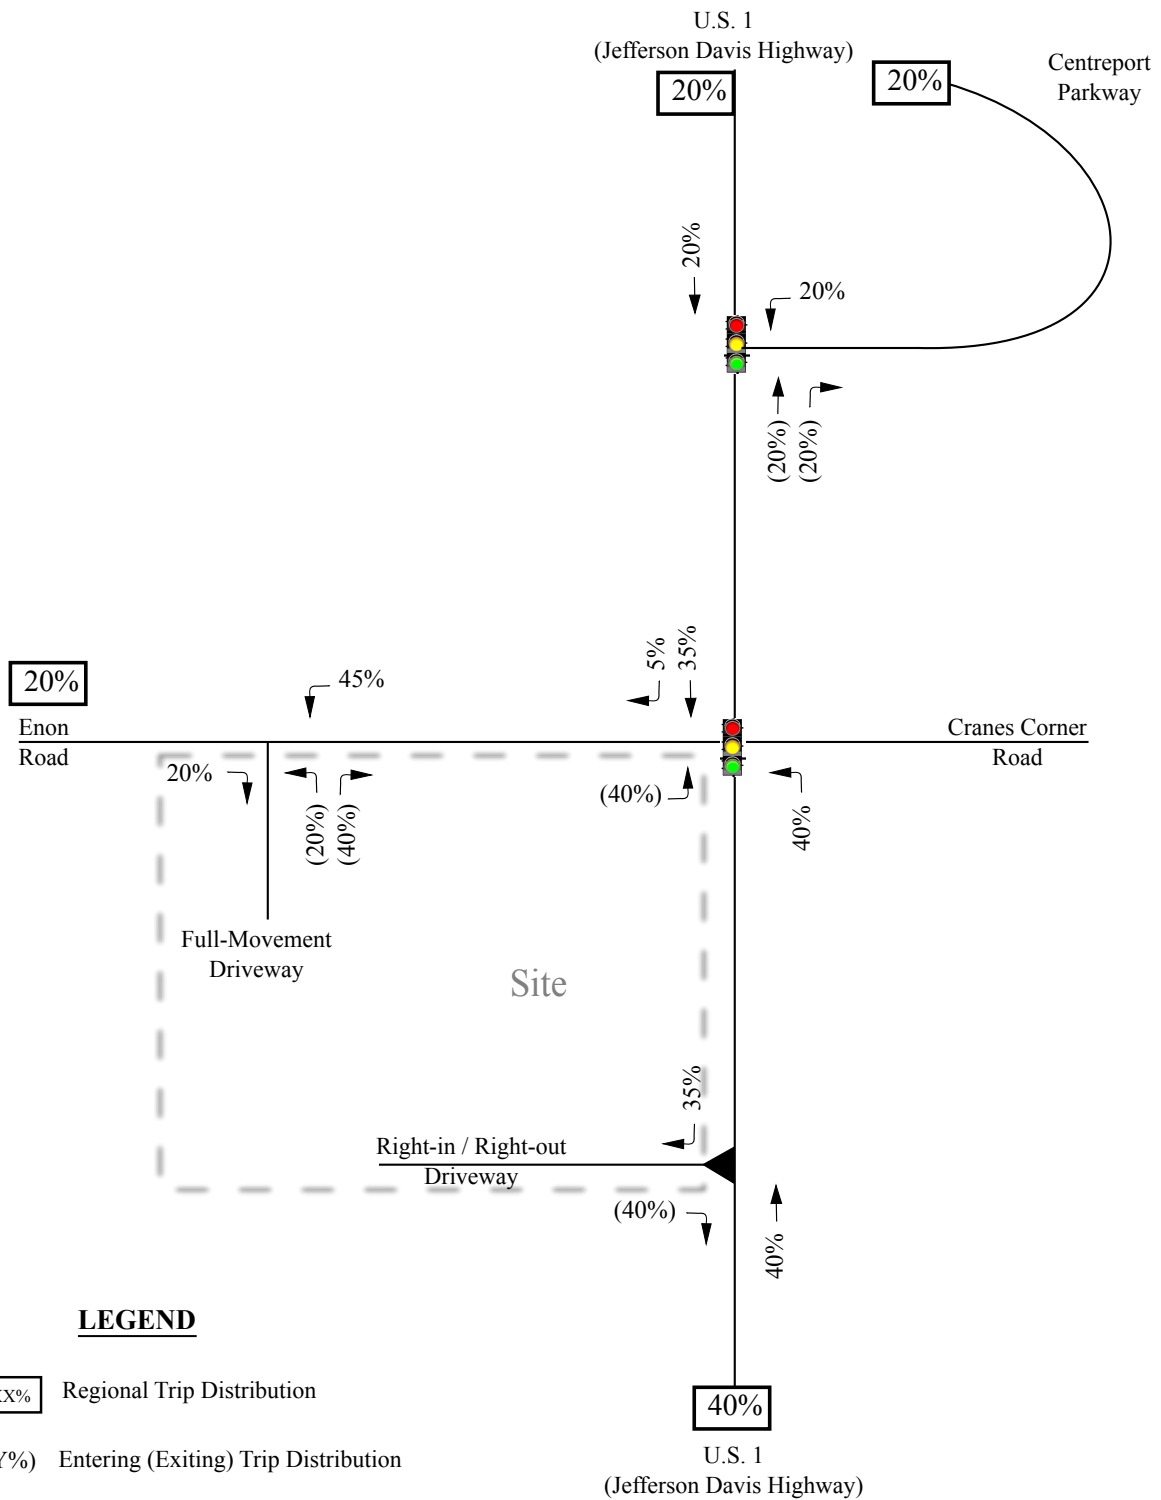 U.S. 1
(Jefferson Davis Highway)
20%
20%
Centreport
Parkway
20%
20%
(20%)
(20%)
5%
35%
20%
45%
Enon
Road
Cranes Corner
Road
20%
(20%)
(40%)
(40%)
40%
Full-Movement
Driveway
Site
35%
Right-in / Right-out
Driveway
(40%)
40%
LEGEND
X% Regional Trip Distribution
%) Entering (Exiting) Trip Distribution
40%
U.S. 1
(Jefferson Davis Highway)